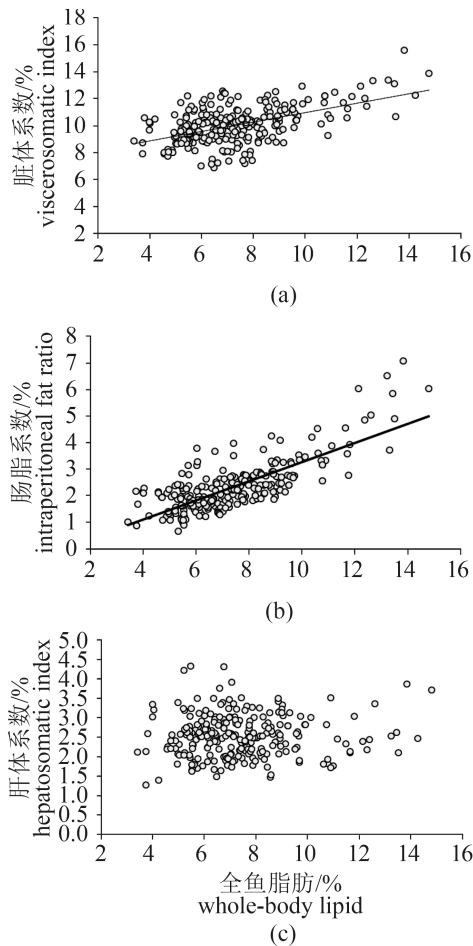 18
16
14
12
10
8
6
4
2
脏体系数/%
viscerosomatic index
2 4 6 8 10 12 14 16
(a)
8
7
6
5
4
3
2
1
0
肠脂系数/%
intraperitoneal fat ratio
2 4 6 8 10 12 14 16
(b)
5.0
4.5
4.0
3.5
3.0
2.5
2.0
1.5
1.0
0.5
0.0
肝体系数/%
hepatosomatic index
2 4 6 8 10 12 14 16
全鱼脂肪/%
whole-body lipid
(c)